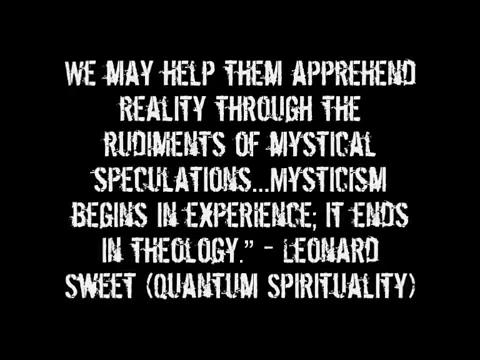 WE MAY HELP THEM APPREHEND
REALITY THROUGH THE
RUDIMENTS OF MYSTICAL
SPECULATIONS...MYSTICISM
BEGINS IN EXPERIENCE; IT ENDS
IN THEOLOGY.” - LEONARD
SWEET (QUANTUM SPIRITUALITY)